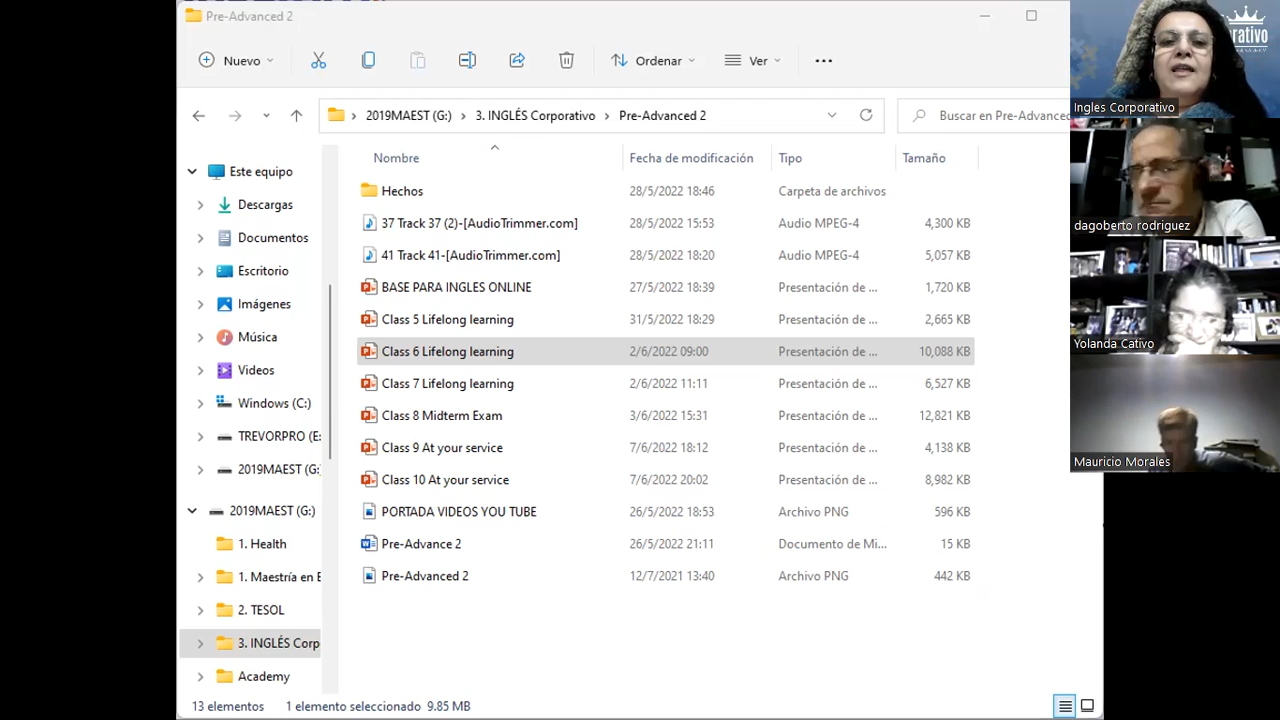 Pre-Advanced 2
Nuevo
Ordenar
Ver
2019MAEST (G:) > 3. INGLÉS Corporativo > Pre-Advanced 2
Buscar en Pre-Advanced
Nombre Fecha de modificación Tipo Tamaño
Hechos 28/5/2022 18:46 Carpeta de archivos
37 Track 37 (2)-[AudioTrimmer.com] 28/5/2022 15:53 Audio MPEG-4 4,300 KB
41 Track 41-[AudioTrimmer.com] 28/5/2022 18:20 Audio MPEG-4 5,057 KB
BASE PARA INGLES ONLINE 27/5/2022 18:39 Presentación de ... 1,720 KB
Class 5 Lifelong learning 31/5/2022 18:29 Presentación de ... 2,665 KB
Class 6 Lifelong learning 2/6/2022 09:00 Presentación de ... 10,088 KB
Class 7 Lifelong learning 2/6/2022 11:11 Presentación de ... 6,527 KB
Class 8 Midterm Exam 3/6/2022 15:31 Presentación de ... 12,821 KB
Class 9 At your service 7/6/2022 18:12 Presentación de ... 4,138 KB
Class 10 At your service 7/6/2022 20:02 Presentación de ... 8,982 KB
PORTADA VIDEOS YOU TUBE 26/5/2022 18:53 Archivo PNG 596 KB
Pre-Advance 2 26/5/2022 21:11 Documento de Mi... 15 KB
Pre-Advanced 2 12/7/2021 13:40 Archivo PNG 442 KB
Este equipo
Descargas
Documentos
Escritorio
Imágenes
Música
Videos
Windows (C:)
TREVORPRO (E:
2019MAEST (G:
2019MAEST (G:)
1. Health
1. Maestría en E
2. TESOL
3. INGLÉS Corp
Academy
13 elementos 1 elemento seleccionado 9.85 MB
orativo
Ingles Corporativo
dagoberto rodriguez
Yolanda Cativo
Mauricio Morales